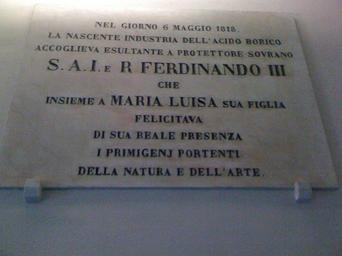 NEL GIORNO 6 MAGGIO 1818
LA NASCENTE INDUSTRIA DELL'ACIDO BORICO
ACCOGLIEVA ESULTANTE A PROTETTORE SOVRANO
S. A. I. E R FERDINANDO III
CHE
INSIEME A MARIA LUISA SUA FIGLIA
FELICITAVA
DI SUA REALE PRESENZA
I PRIMIGENJ PORTENTI
DELLA NATURA E DELL'ARTE.